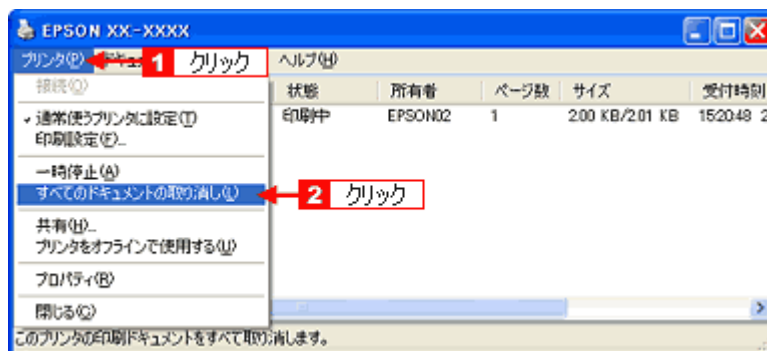 EPSON XX-XXXX
プリンタ(P) 1 クリック ヘルプ(H)
状態 所有者 ページ数 サイズ 受付時刻
印刷中 EPSON02 1 2.00 KB/2.01 KB 15:20:48 2
接続(O)
通常使うプリンタに設定(T)
印刷設定(F)...
一時停止(A)
すべてのドキュメントの取り消し(L) 2 クリック
共有(H)...
プリンタをオフラインで使用する(U)
プロパティ(R)
閉じる(C)
このプリンタの印刷ドキュメントをすべて取り消します。